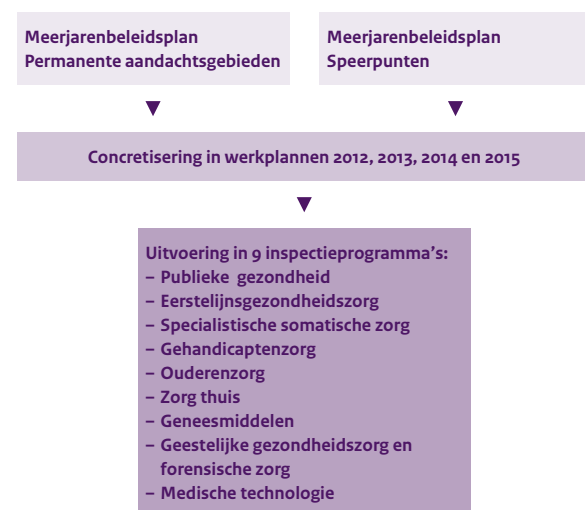 Meerjarenbeleidsplan
Permanente aandachtsgebieden
Meerjarenbeleidsplan
Speerpunten
Concretisering in werkplannen 2012, 2013, 2014 en 2015
Uitvoering in 9 inspectieprogramma's:
– Publieke gezondheid
– Eerstelijnsgezondheidszorg
– Specialistische somatische zorg
– Gehandicaptenzorg
– Ouderenzorg
– Zorg thuis
– Geneesmiddelen
– Geestelijke gezondheidszorg en
forensische zorg
– Medische technologie